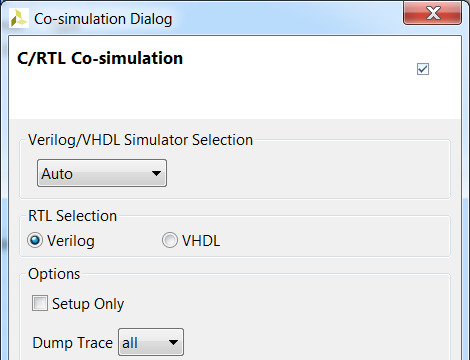 Co-simulation Dialog
C/RTL Co-simulation
Verilog/VHDL Simulator Selection
Auto
RTL Selection
Verilog VHDL
Options
Setup Only
Dump Trace all